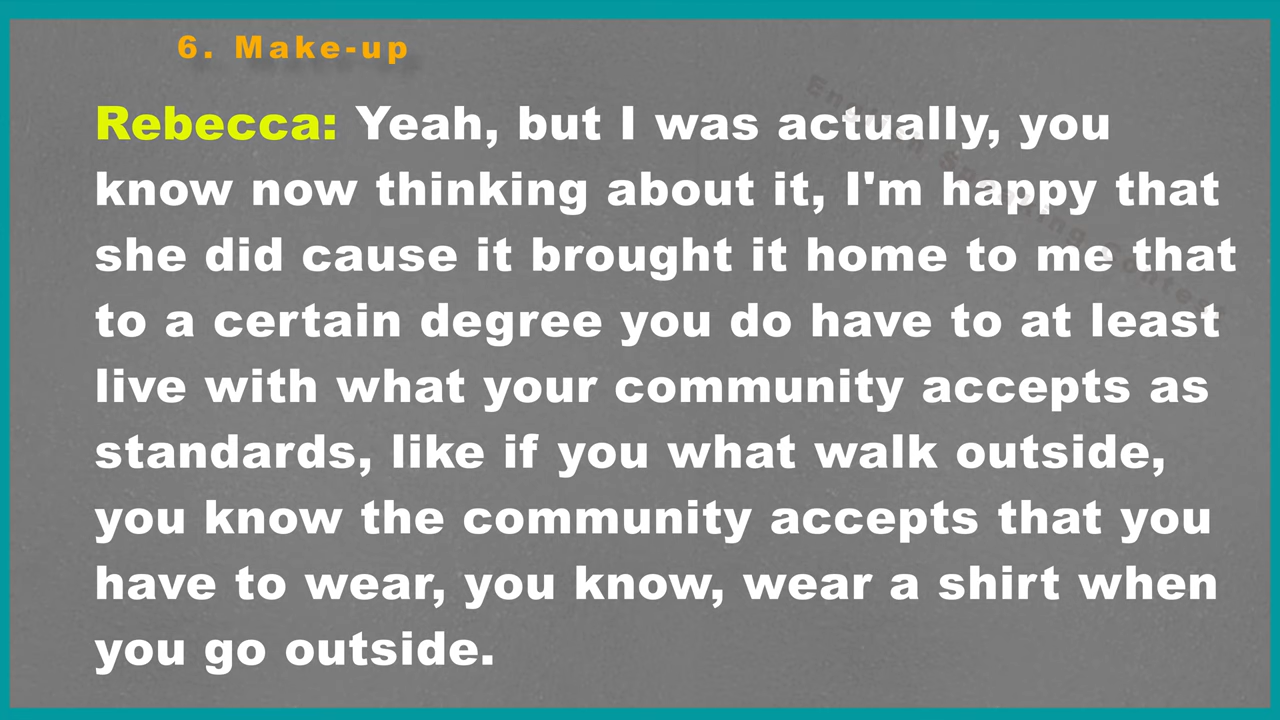 6. Make-up
Rebecca: Yeah, but I was actually, you
know now thinking about it, I'm happy that
she did cause it brought it home to me that
to a certain degree you do have to at least
live with what your community accepts as
standards, like if you what walk outside,
you know the community accepts that you
have to wear, you know, wear a shirt when
you go outside.
English Speaking Contest